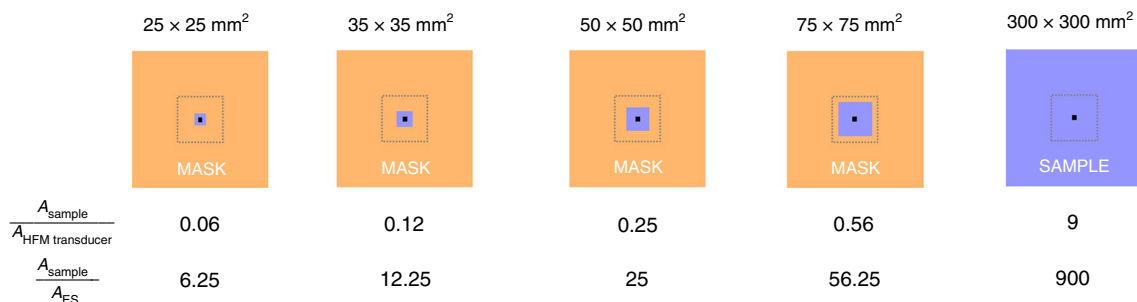 25 × 25 mm² 35 × 35 mm² 50 × 50 mm² 75 × 75 mm² 300 × 300 mm²
MASK MASK MASK MASK SAMPLE
A_sample / A_HFM transducer 0.06 0.12 0.25 0.56 9
A_sample / A_ES 6.25 12.25 25 56.25 900